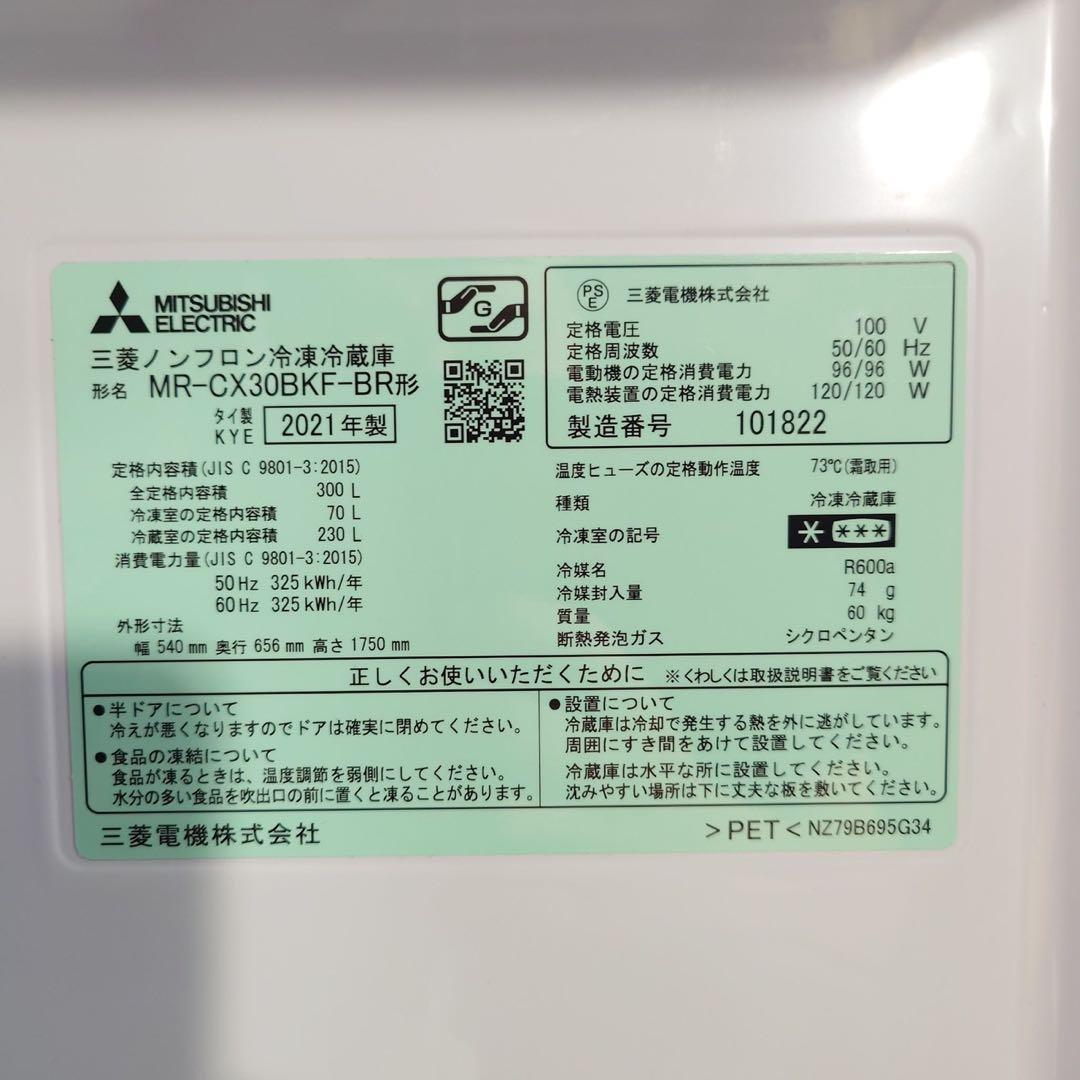 MITSUBISHI
ELECTRIC
G
三菱ノンフロン冷凍冷蔵庫
形名 MR-CX30BKF-BR形
タイ製
KYE 2021年製
PS
E
三菱電機株式会社
定格電圧 100 V
定格周波数 50/60 Hz
電動機の定格消費電力 96/96 W
電熱装置の定格消費電力 120/120 W
製造番号 101822
定格内容積(JIS C 9801-3:2015)
全定格内容積 300 L
冷凍室の定格内容積 70 L
冷蔵室の定格内容積 230 L
消費電力量(JIS C 9801-3:2015)
50Hz 325kWh/年
60Hz 325kWh/年
外形寸法
幅 540mm 奥行 656mm 高さ 1750mm
温度ヒューズの定格動作温度 73℃(霜取用)
種類 冷凍冷蔵庫
冷凍室の記号 * ***
冷媒名 R600a
冷媒封入量 74 g
質量 60 kg
断熱発泡ガス シクロペンタン
正しくお使いいただくために ※くわしくは取扱説明書をご覧ください
●半ドアについて
冷えが悪くなりますのでドアは確実に閉めてください。
●食品の凍結について
食品が凍るときは、温度調節を弱側にしてください。
水分の多い食品を吹出口の前に置くと凍ることがあります。
●設置について
冷蔵庫は冷却で発生する熱を外に逃がしています。
周囲にすき間をあけて設置してください。
冷蔵庫は水平な所に設置してください。
沈みやすい場所は下に丈夫な板を敷いてください。
三菱電機株式会社
>PET< NZ79B695G34